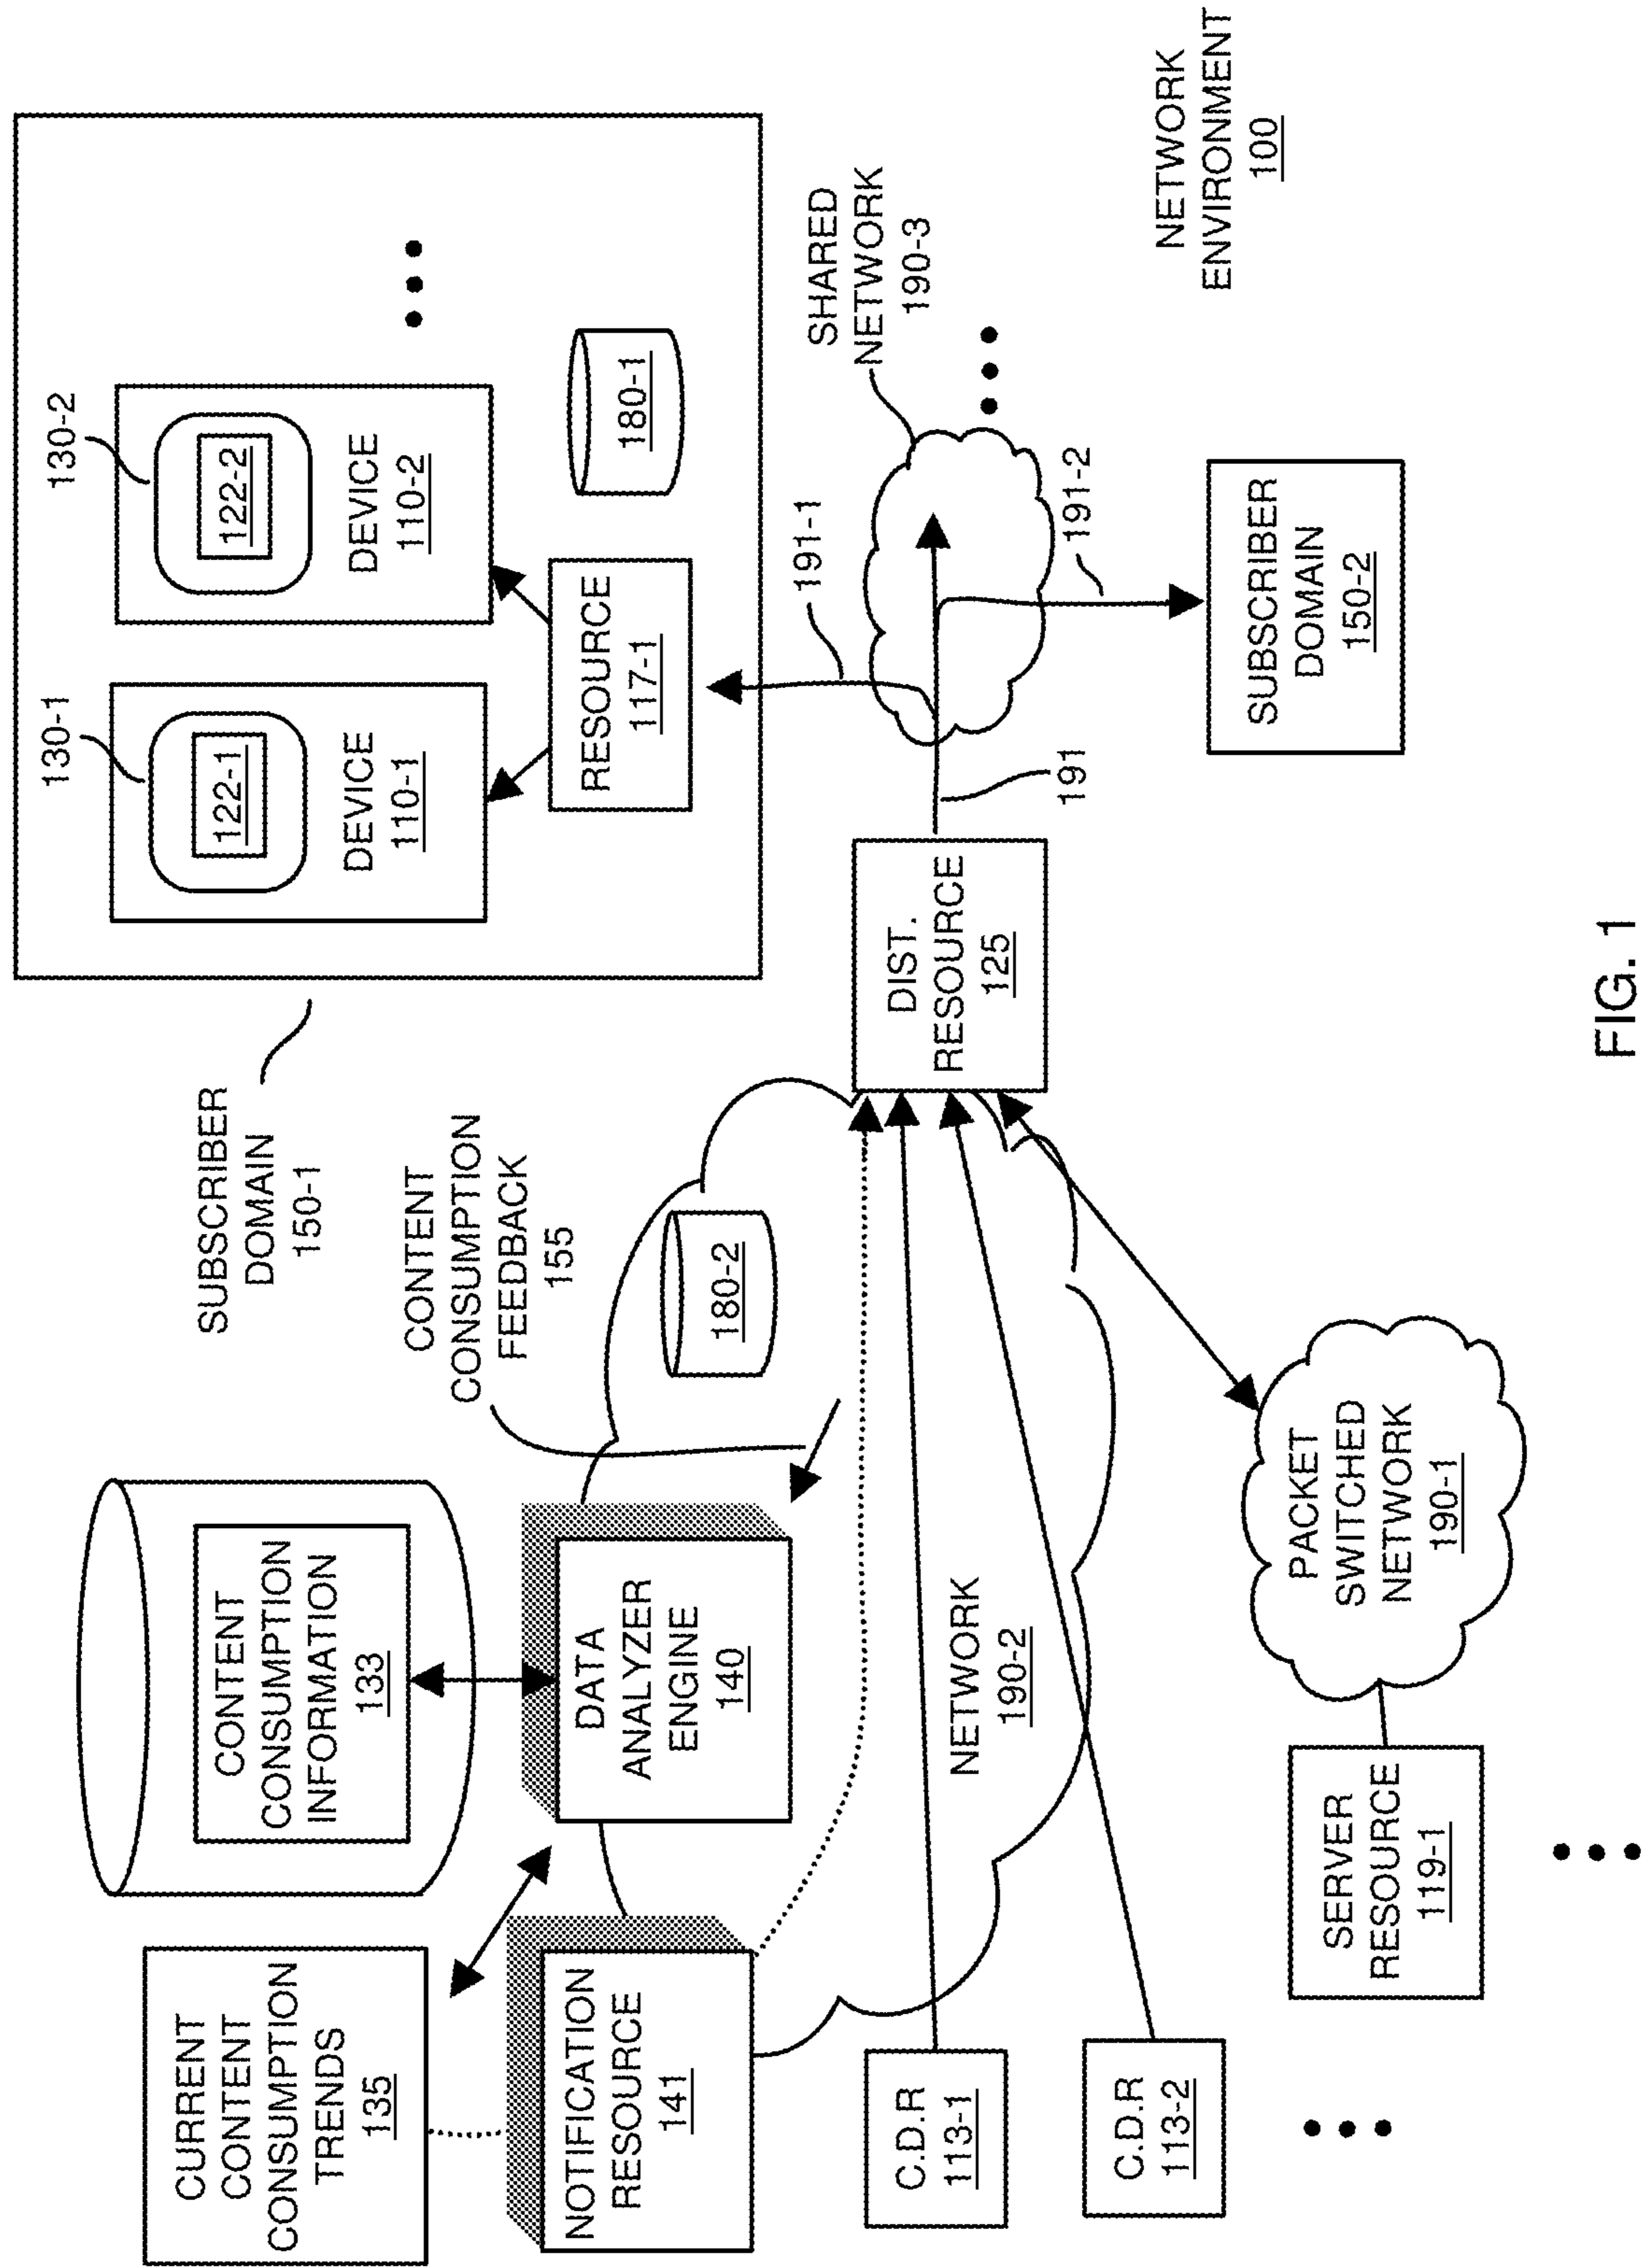 CURRENT
CONTENT
CONSUMPTION
TRENDS
135
CONTENT
CONSUMPTION
INFORMATION
133
NOTIFICATION
RESOURCE
141
DATA
ANALYZER
ENGINE
140
CONTENT
CONSUMPTION
FEEDBACK
155
180-2
SUBSCRIBER
DOMAIN
150-1
130-1
122-1
DEVICE
110-1
130-2
122-2
DEVICE
110-2
RESOURCE
117-1
180-1
C.D.R
113-1
C.D.R
113-2
NETWORK
190-2
DIST.
RESOURCE
125
191
191-1
191-2
SHARED
NETWORK
190-3
SERVER
RESOURCE
119-1
PACKET
SWITCHED
NETWORK
190-1
SUBSCRIBER
DOMAIN
150-2
NETWORK
ENVIRONMENT
100
FIG. 1